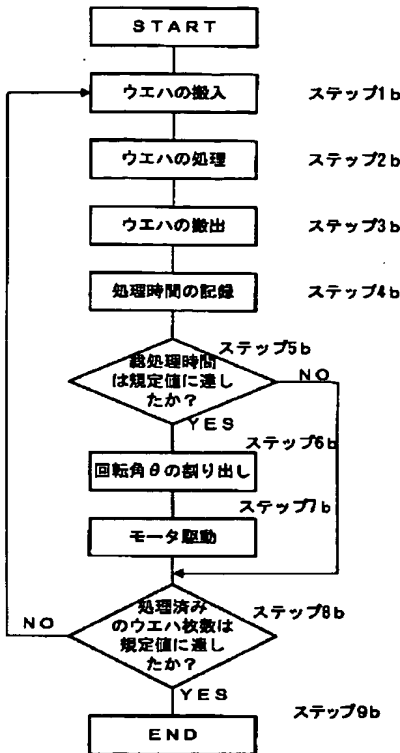 START
ウエハの搬入
ステップ1b
ウエハの処理
ステップ2b
ウエハの搬出
ステップ3b
処理時間の記録
ステップ4b
ステップ5b
総処理時間
は規定値に達し
たか?
NO
YES
ステップ6b
回転角θの割り出し
ステップ7b
モータ駆動
処理済み
のウエハ枚数は
規定値に達し
たか?
ステップ8b
NO
YES
ステップ9b
END